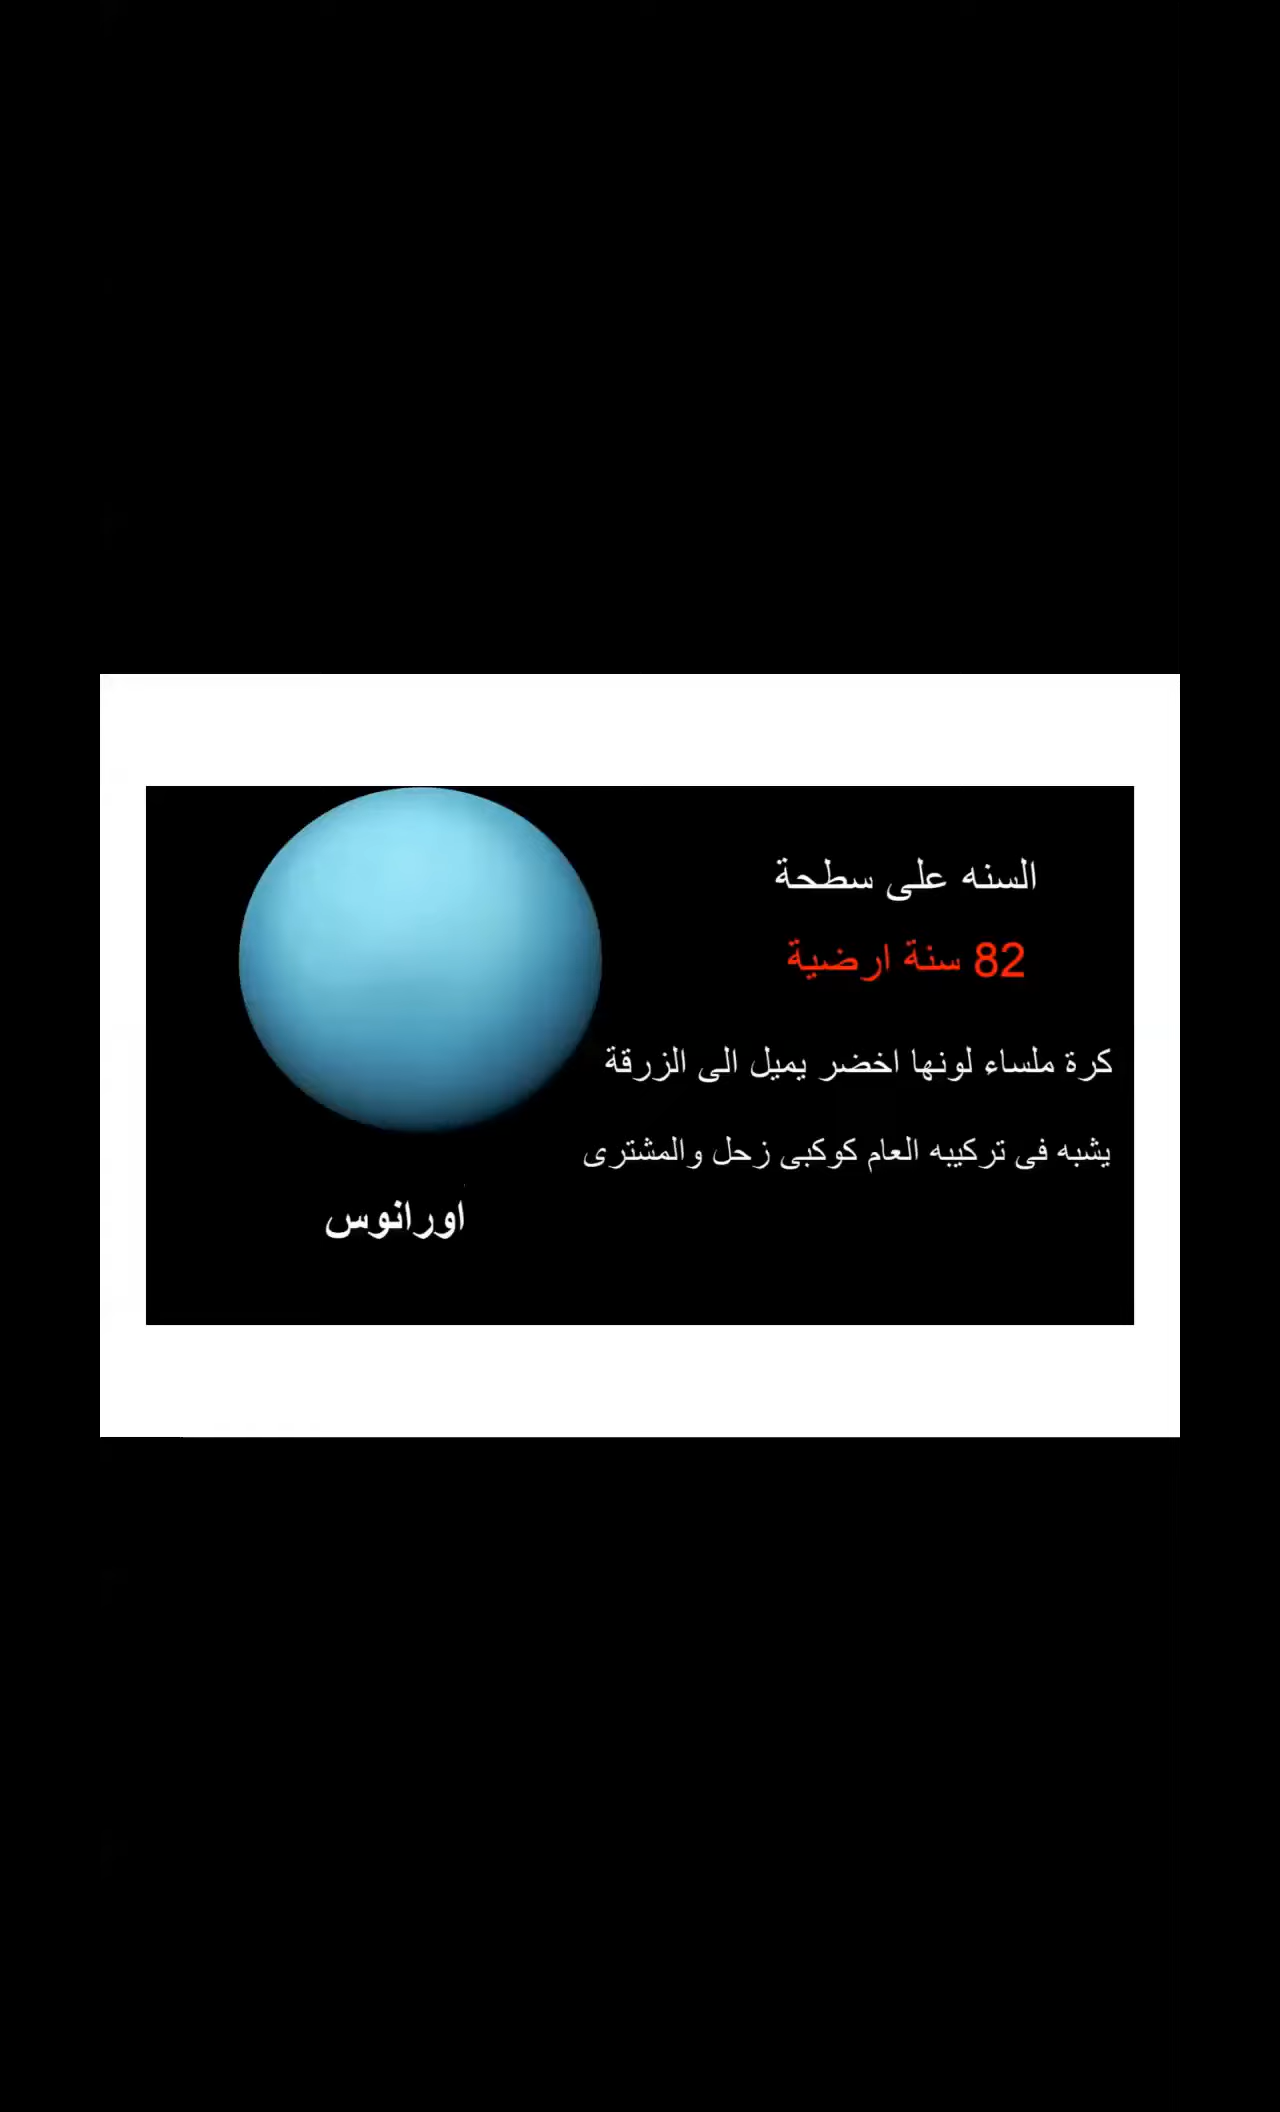 السنه على سطحة
82 سنة ارضية
كرة ملساء لونها اخضر يميل الى الزرقة
يشبه فى تركيبه العام كوكبى زحل والمشترى
اورانوس